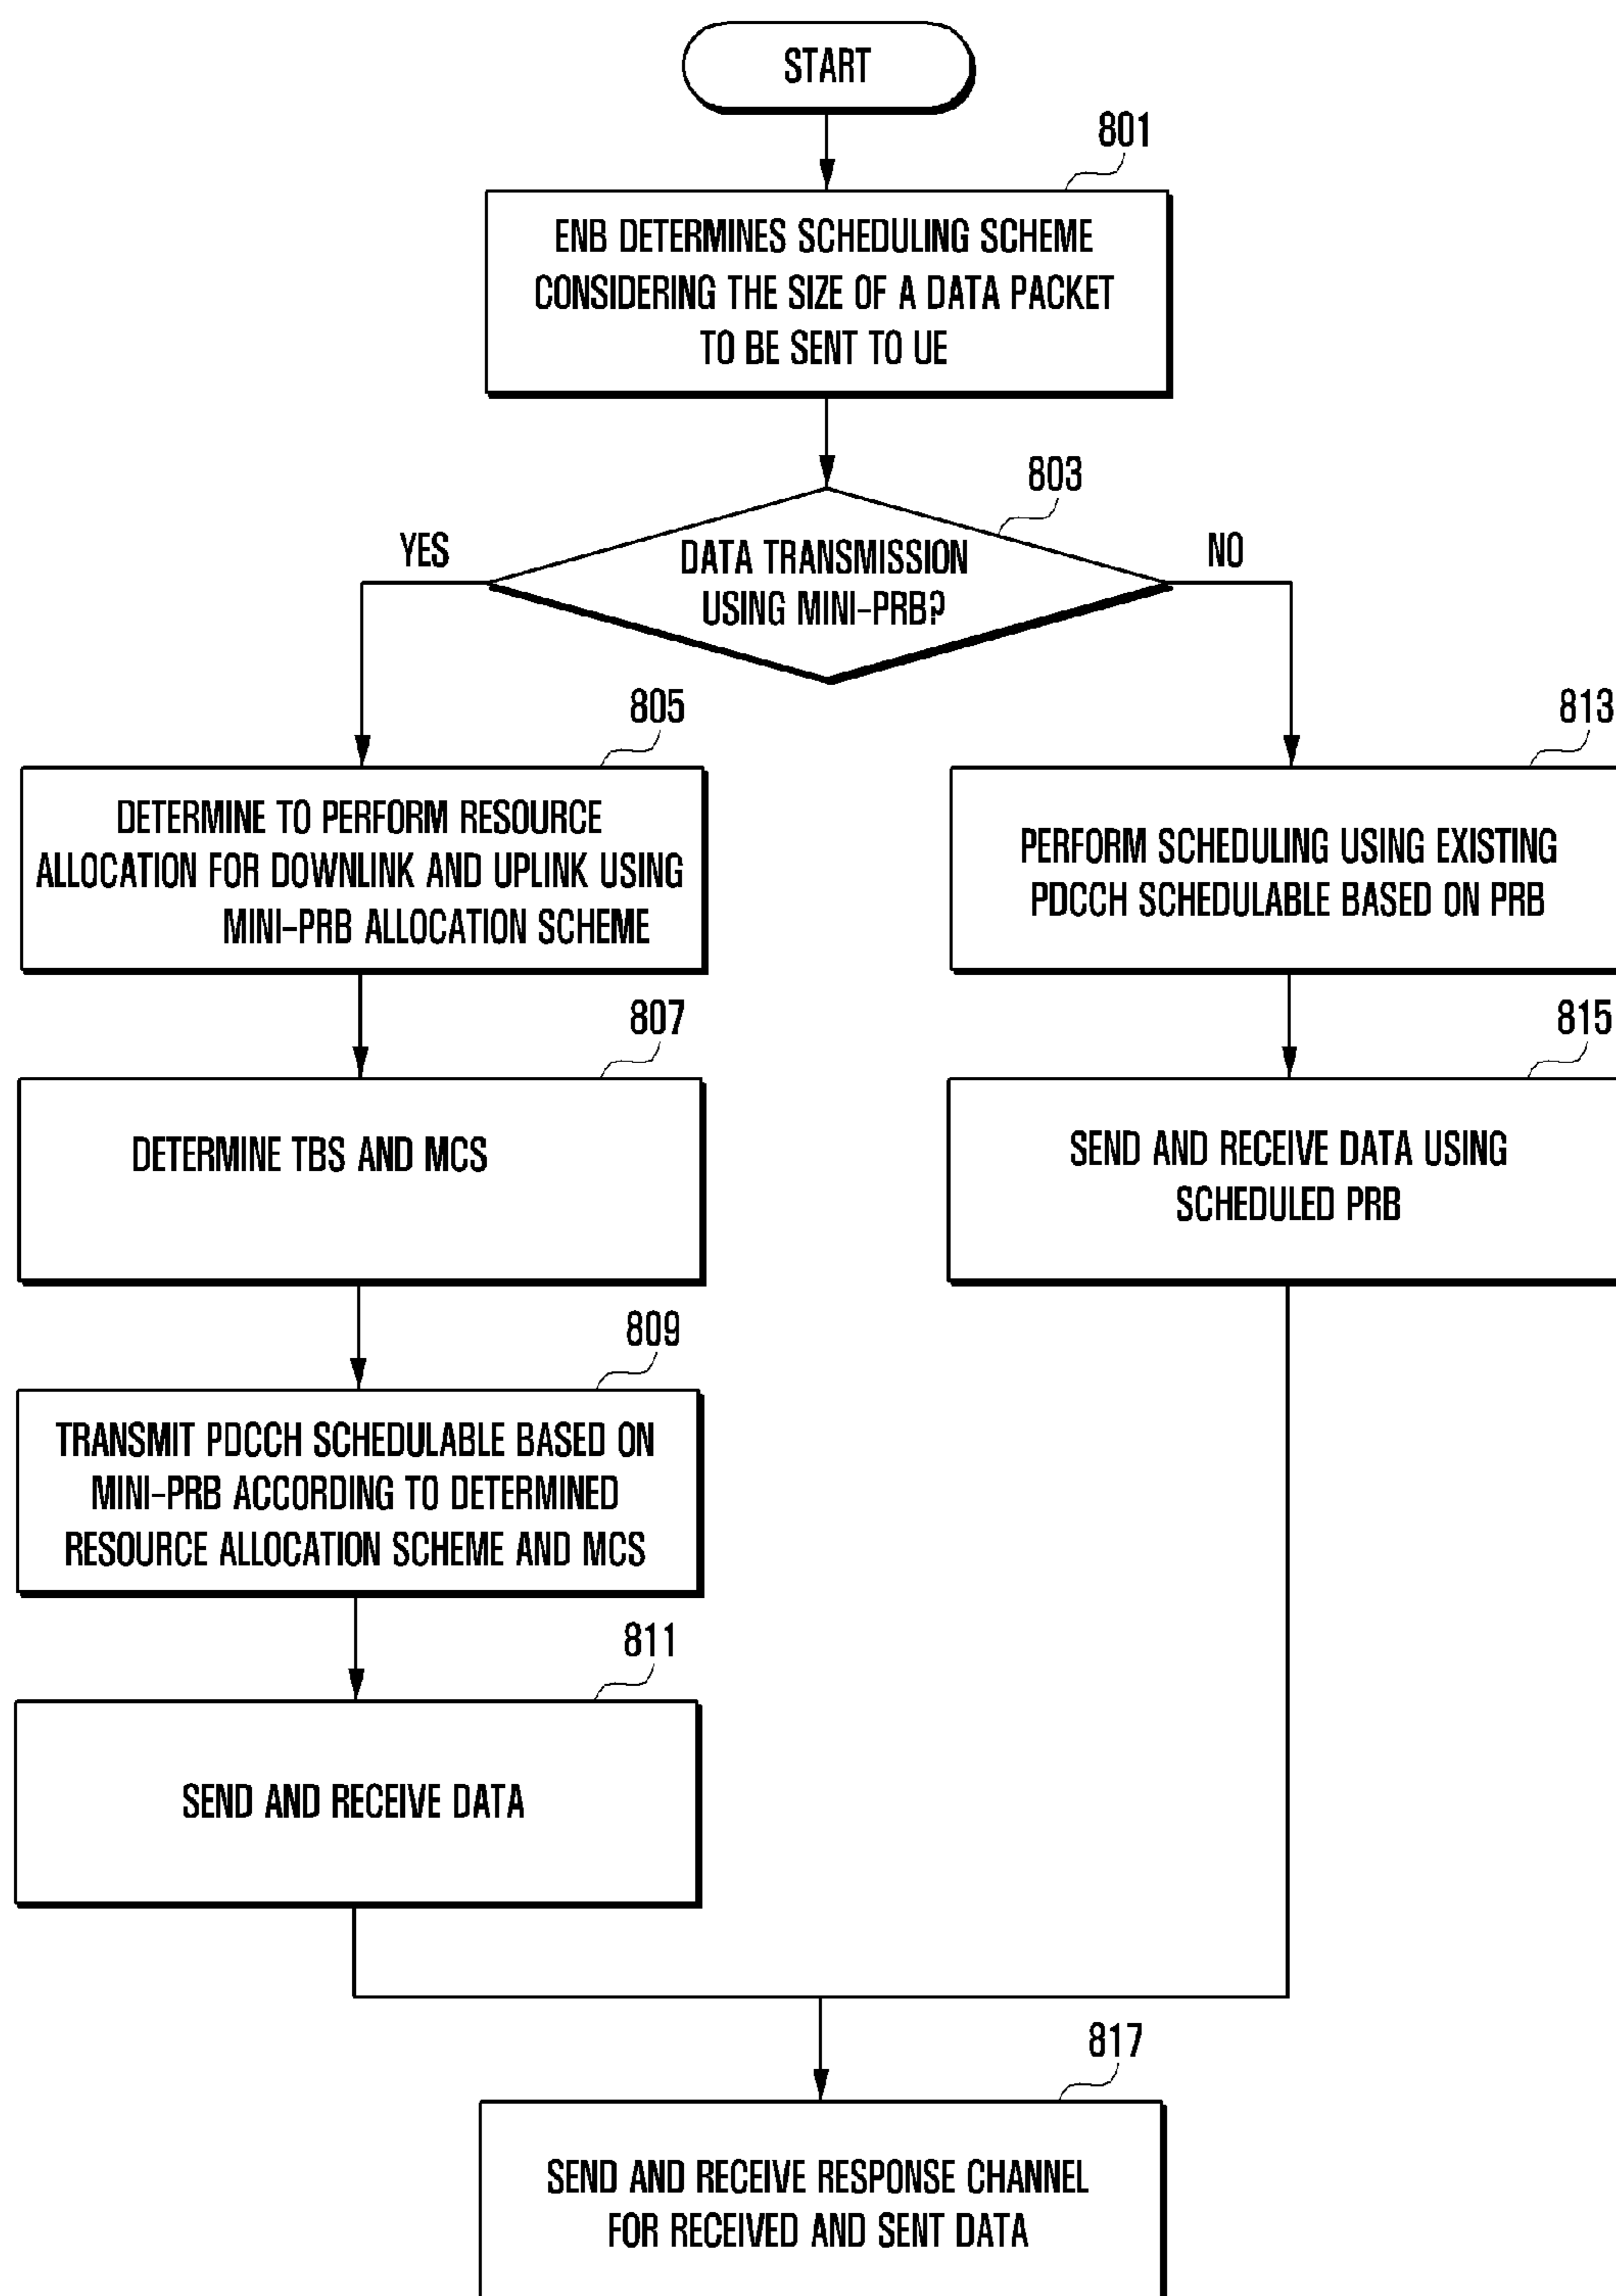 START
801
ENB DETERMINES SCHEDULING SCHEME
CONSIDERING THE SIZE OF A DATA PACKET
TO BE SENT TO UE
803
YES
DATA TRANSMISSION
USING MINI-PRB?
NO
805
DETERMINE TO PERFORM RESOURCE
ALLOCATION FOR DOWNLINK AND UPLINK USING
MINI-PRB ALLOCATION SCHEME
813
PERFORM SCHEDULING USING EXISTING
PDCCH SCHEDULABLE BASED ON PRB
807
DETERMINE TBS AND MCS
815
SEND AND RECEIVE DATA USING
SCHEDULED PRB
809
TRANSMIT PDCCH SCHEDULABLE BASED ON
MINI-PRB ACCORDING TO DETERMINED
RESOURCE ALLOCATION SCHEME AND MCS
811
SEND AND RECEIVE DATA
817
SEND AND RECEIVE RESPONSE CHANNEL
FOR RECEIVED AND SENT DATA